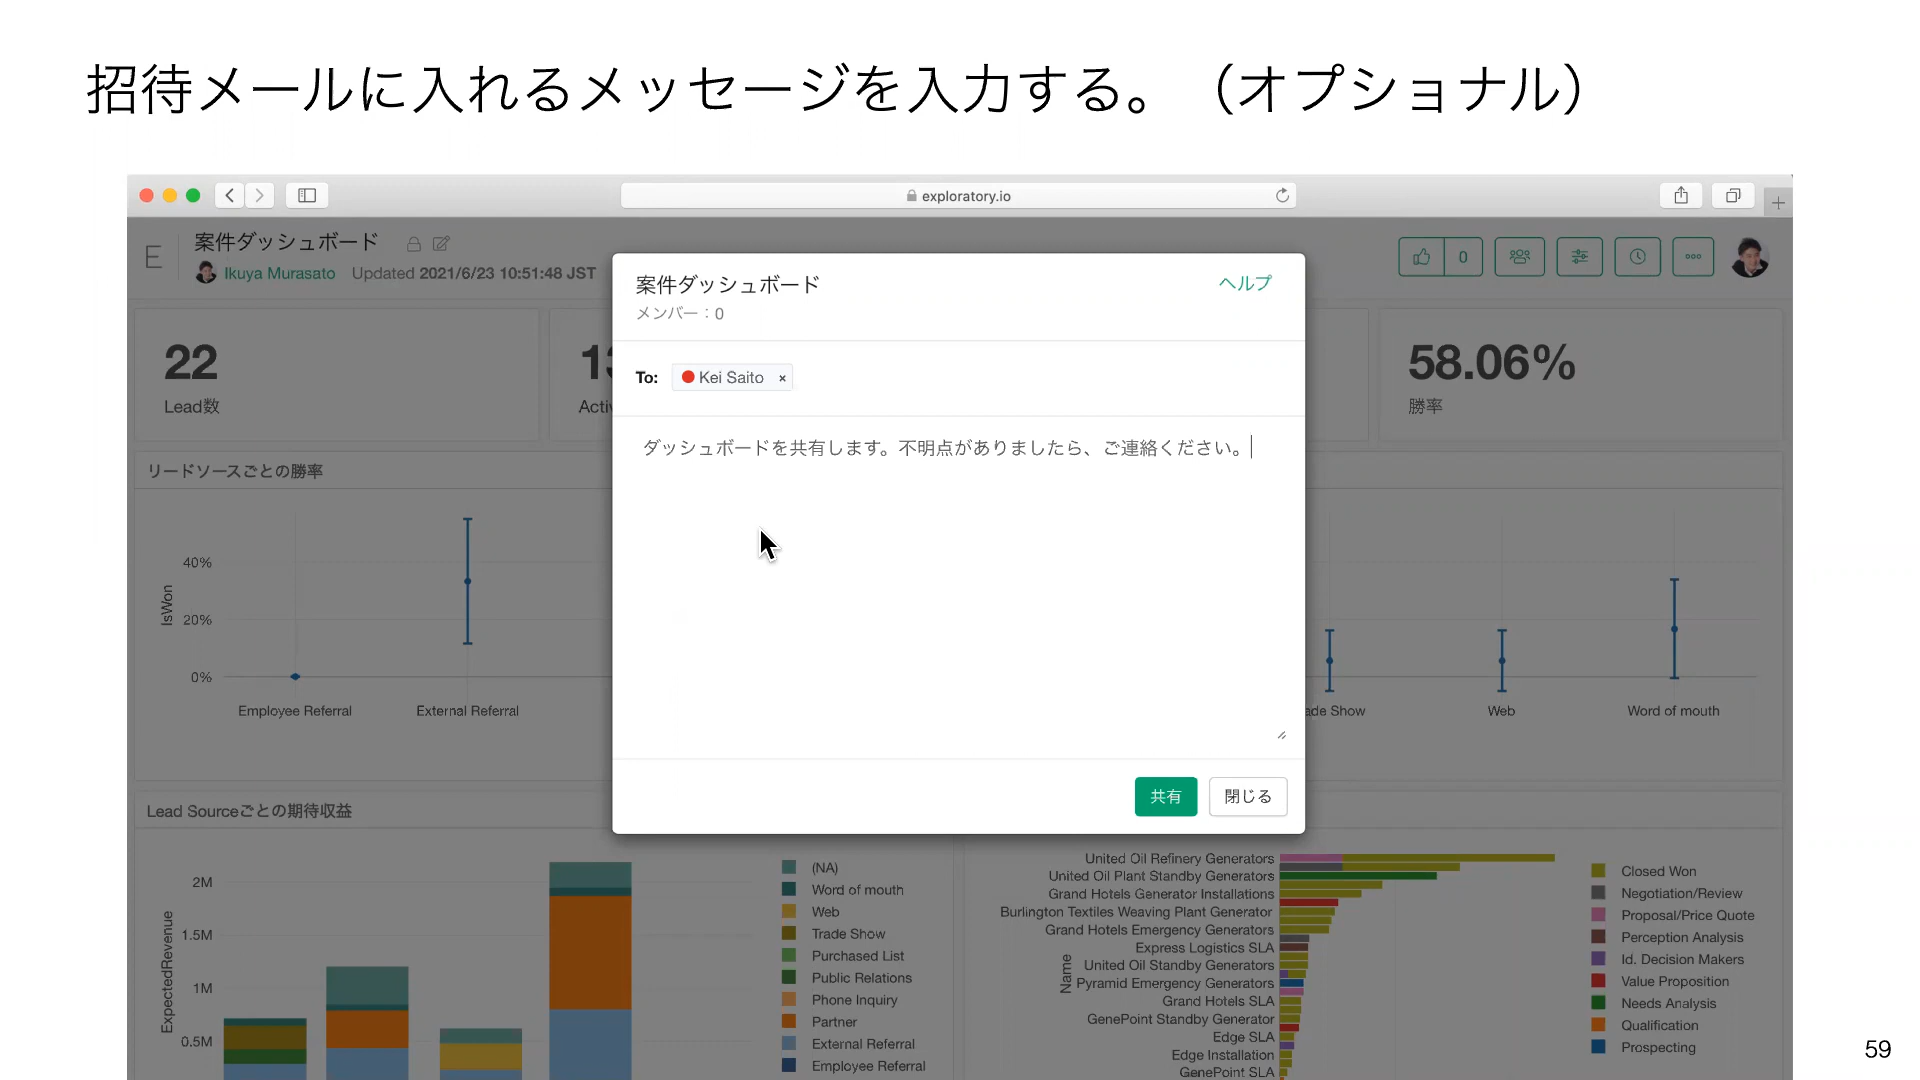 招待メールに入れるメッセージを入力する。（オプショナル）
exploratory.io
E
案件ダッシュボード
Ikuya Murasato Updated 2021/6/23 10:51:48 JST
0
案件ダッシュボード
ヘルプ
メンバー：0
To: Kei Saito ×
ダッシュボードを共有します。不明点がありましたら、ご連絡ください。
共有
閉じる
22
Lead数
58.06%
勝率
リードソースごとの勝率
IsWon
40%
20%
0%
Employee Referral
External Referral
ade Show
Web
Word of mouth
Lead Sourceごとの期待収益
ExpectedRevenue
2M
1.5M
1M
0.5M
(NA)
Word of mouth
Web
Trade Show
Purchased List
Public Relations
Phone Inquiry
Partner
External Referral
Employee Referral
Name
United Oil Refinery Generators
United Oil Plant Standby Generators
Grand Hotels Generator Installations
Burlington Textiles Weaving Plant Generator
Grand Hotels Emergency Generators
Express Logistics SLA
United Oil Standby Generators
Pyramid Emergency Generators
Grand Hotels SLA
GenePoint Standby Generator
Edge SLA
Edge Installation
GenePoint SLA
Closed Won
Negotiation/Review
Proposal/Price Quote
Perception Analysis
Id. Decision Makers
Value Proposition
Needs Analysis
Qualification
Prospecting
59